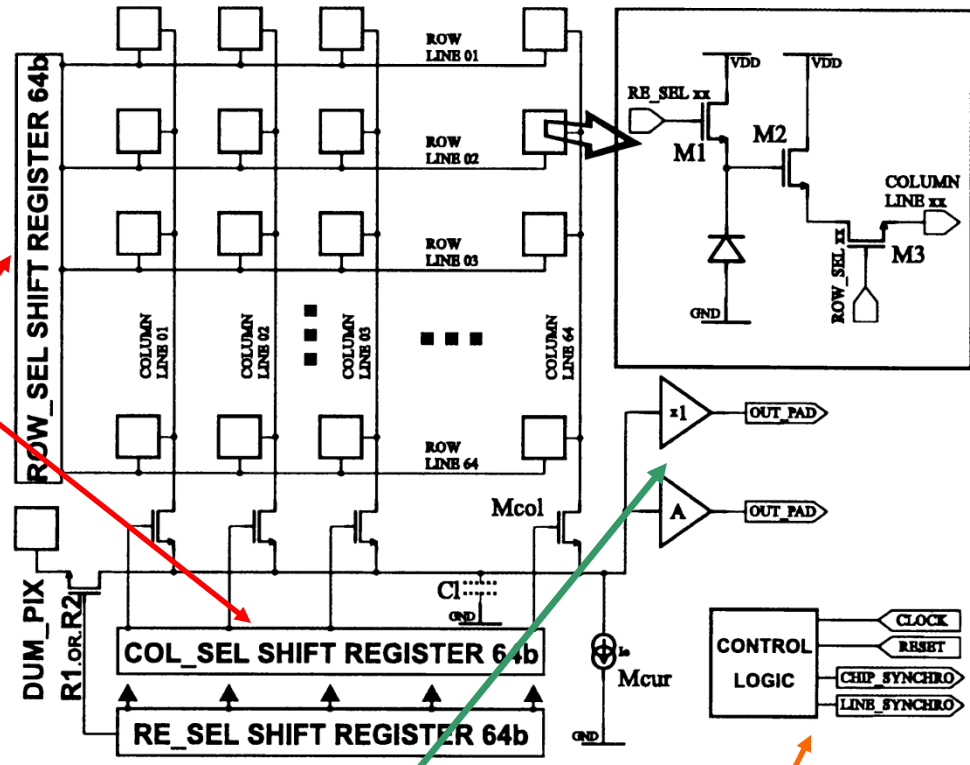 ROW_SEL SHIFT REGISTER 64b
ROW
LINE 01
ROW
LINE 02
ROW
LINE 03
COLUMN
LINE 01
COLUMN
LINE 02
COLUMN
LINE 03
COLUMN
LINE 64
ROW
LINE 64
VDD
VDD
RE_SEL xx
M1
M2
COLUMN
LINE xx
M3
ROW_SEL xx
GND
x1
OUT_PAD
A
OUT_PAD
Mcol
DUM_PIX
R1.OR.R2
Cl
GND
COL_SEL SHIFT REGISTER 64b
RE_SEL SHIFT REGISTER 64b
Io
Mcur
GND
CONTROL
LOGIC
CLOCK
RESET
CHIP_SYNCHRO
LINE_SYNCHRO